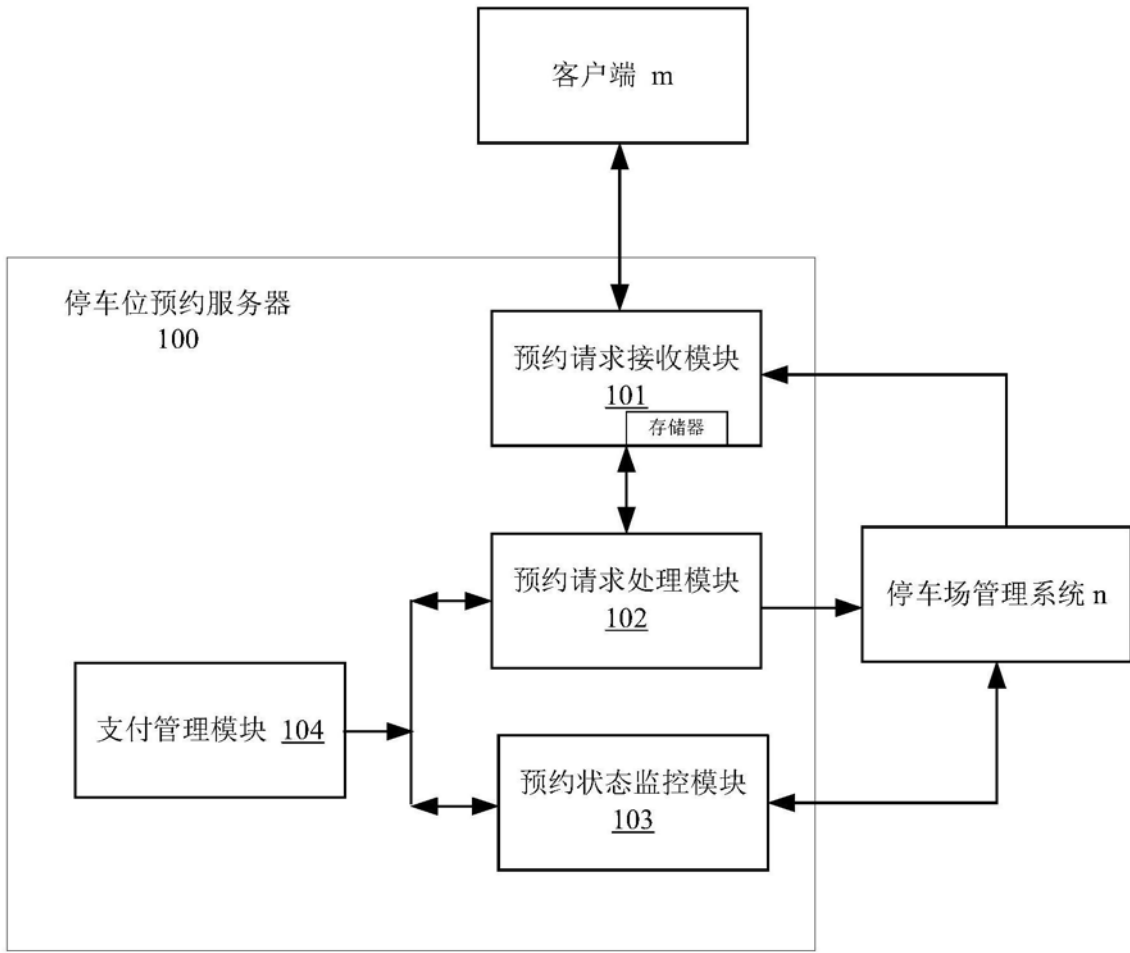 客户端 m
停车位预约服务器
100
预约请求接收模块
101
存储器
预约请求处理模块
102
停车场管理系统 n
支付管理模块 104
预约状态监控模块
103